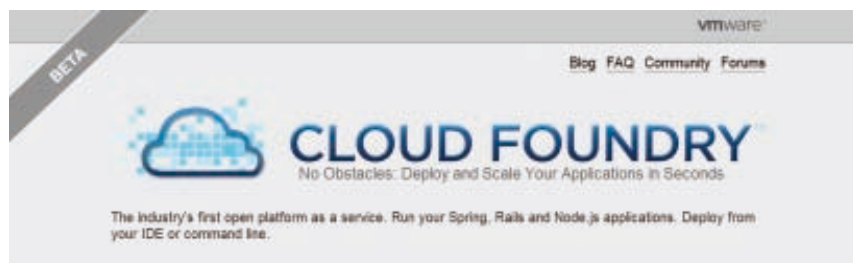 vmware
BETA
Blog FAQ Community Forums
CLOUD FOUNDRY
No Obstacles: Deploy and Scale Your Applications in Seconds
The industry's first open platform as a service. Run your Spring, Rails and Node.js applications. Deploy from
your IDE or command line.